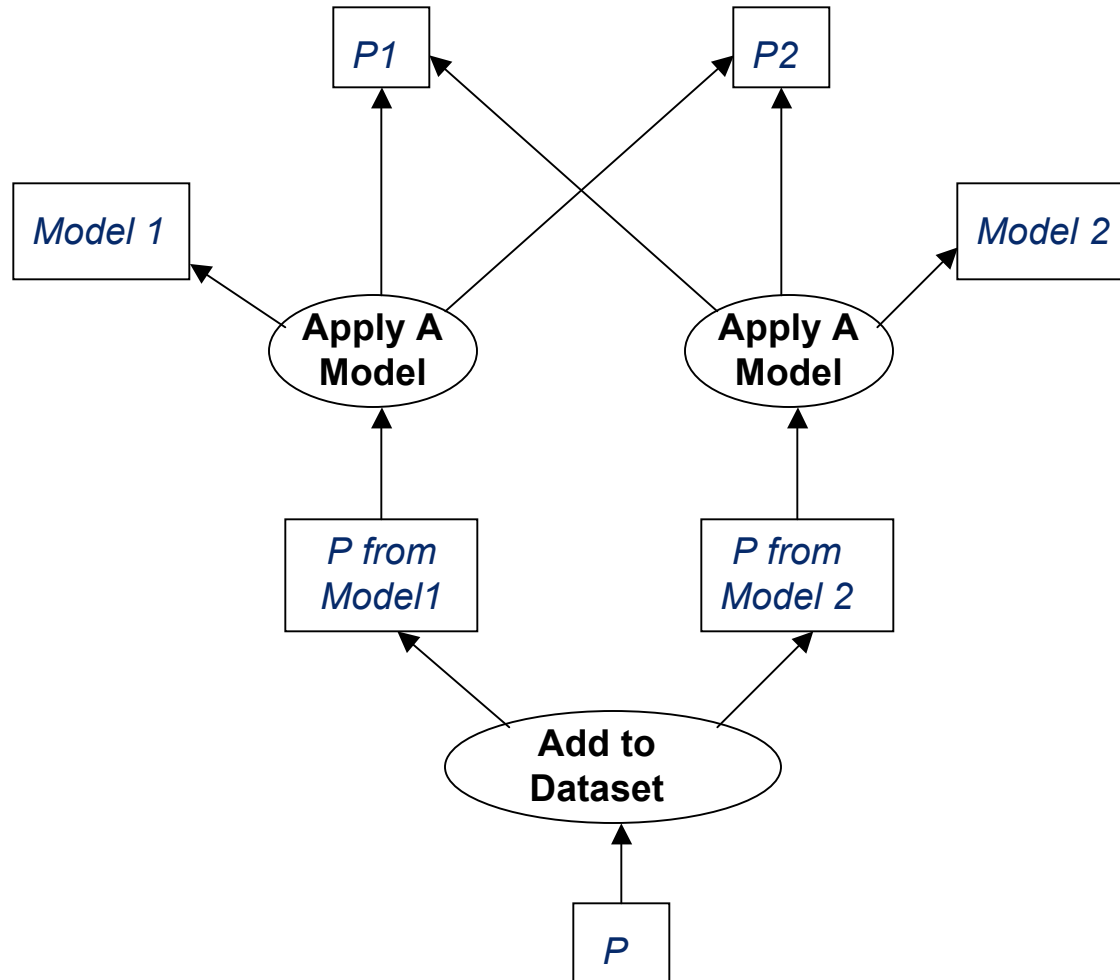 P1
P2
Model 1
Model 2
Apply A
Model
Apply A
Model
P from
Model1
P from
Model 2
Add to
Dataset
P